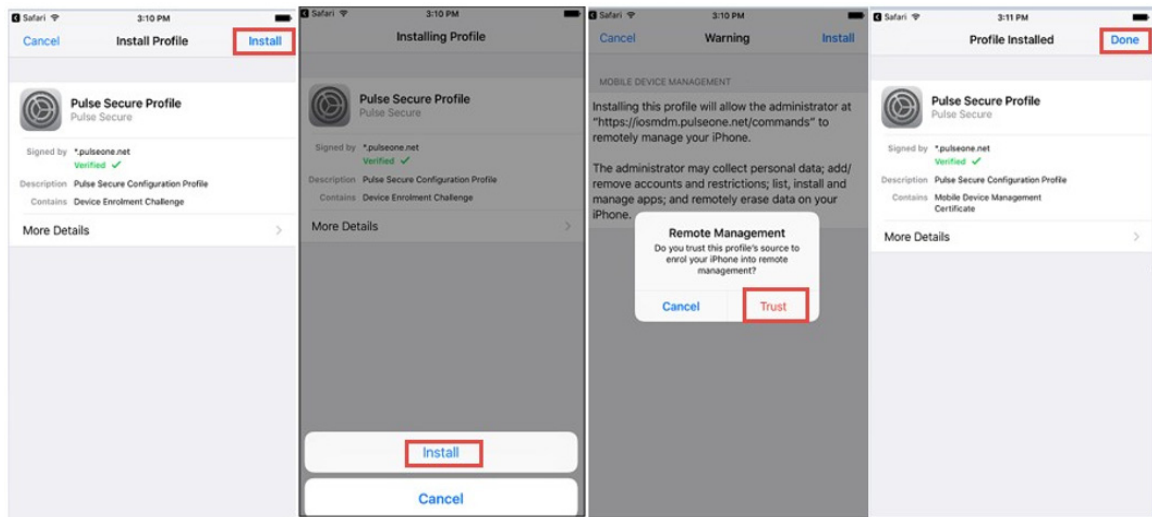 Safari 3:10 PM
Cancel Install Profile Install
Pulse Secure Profile
Pulse Secure
Signed by *.pulseone.net
Verified ✓
Description Pulse Secure Configuration Profile
Contains Device Enrolment Challenge
More Details
Safari 3:10 PM
Installing Profile
Pulse Secure Profile
Pulse Secure
Signed by *.pulseone.net
Verified ✓
Description Pulse Secure Configuration Profile
Contains Device Enrolment Challenge
More Details
Install
Cancel
Safari 3:10 PM
Cancel Warning Install
MOBILE DEVICE MANAGEMENT
Installing this profile will allow the administrator at
"https://iosmdm.pulseone.net/commands" to
remotely manage your iPhone.
The administrator may collect personal data; add/
remove accounts and restrictions; list, install and
manage apps; and remotely erase data on your
iPhone.
Remote Management
Do you trust this profile's source to
enrol your iPhone into remote
management?
Cancel Trust
Safari 3:11 PM
Profile Installed Done
Pulse Secure Profile
Pulse Secure
Signed by *.pulseone.net
Verified ✓
Description Pulse Secure Configuration Profile
Contains Mobile Device Management
Certificate
More Details